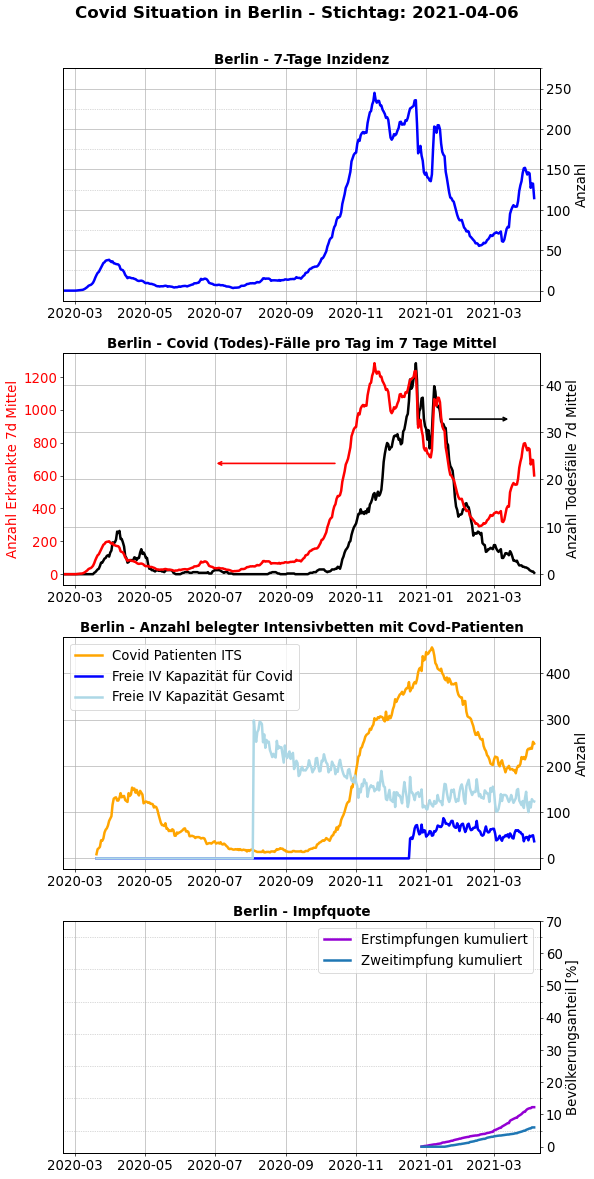 Covid Situation in Berlin - Stichtag: 2021-04-06
Berlin - 7-Tage Inzidenz
250
200
150
100
50
0
Anzahl
2020-03 2020-05 2020-07 2020-09 2020-11 2021-01 2021-03
Berlin - Covid (Todes)-Fälle pro Tag im 7 Tage Mittel
Anzahl Erkrankte 7d Mittel
1200
1000
800
600
400
200
0
40
30
20
10
0
Anzahl Todesfälle 7d Mittel
2020-03 2020-05 2020-07 2020-09 2020-11 2021-01 2021-03
Berlin - Anzahl belegter Intensivbetten mit Covd-Patienten
Covid Patienten ITS
Freie IV Kapazität für Covid
Freie IV Kapazität Gesamt
400
300
200
100
0
Anzahl
2020-03 2020-05 2020-07 2020-09 2020-11 2021-01 2021-03
Berlin - Impfquote
Erstimpfungen kumuliert
Zweitimpfung kumuliert
70
60
50
40
30
20
10
0
Bevölkerungsanteil [%]
2020-03 2020-05 2020-07 2020-09 2020-11 2021-01 2021-03